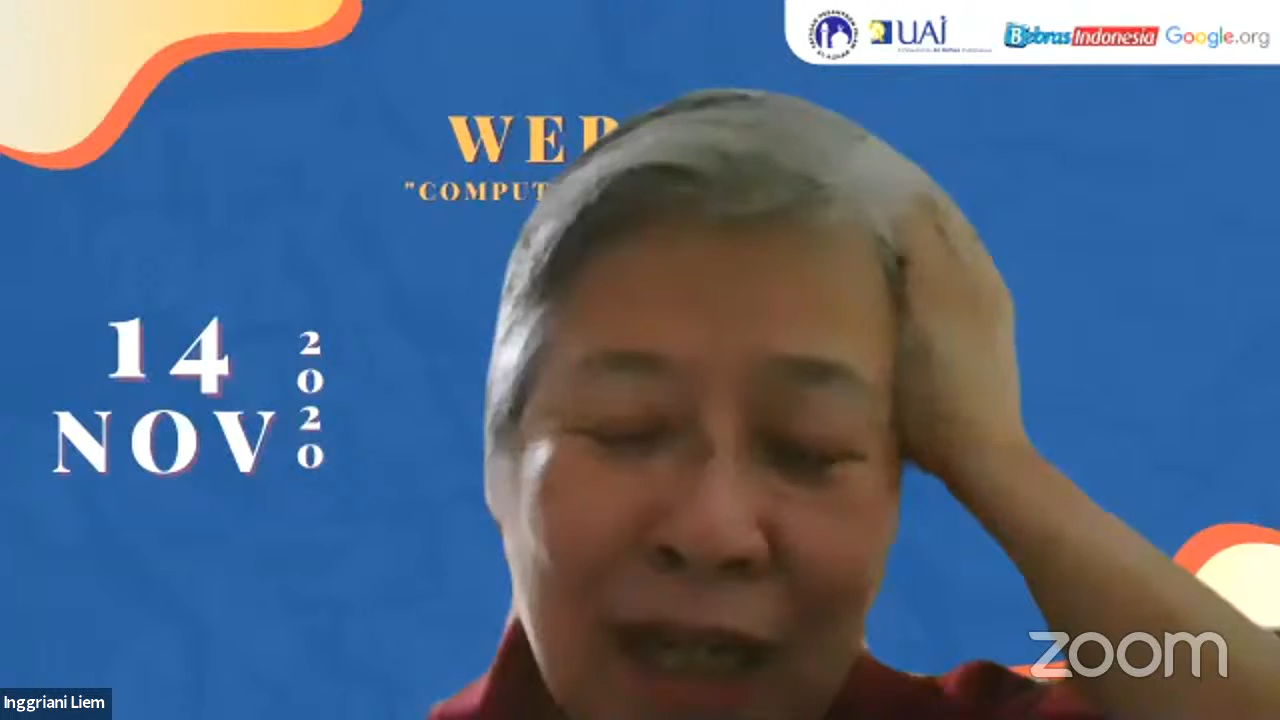 UAI
Bebras Indonesia
Google.org
WEB
"COMPUT
14
NOV
2020
zoom
Inggriani Liem